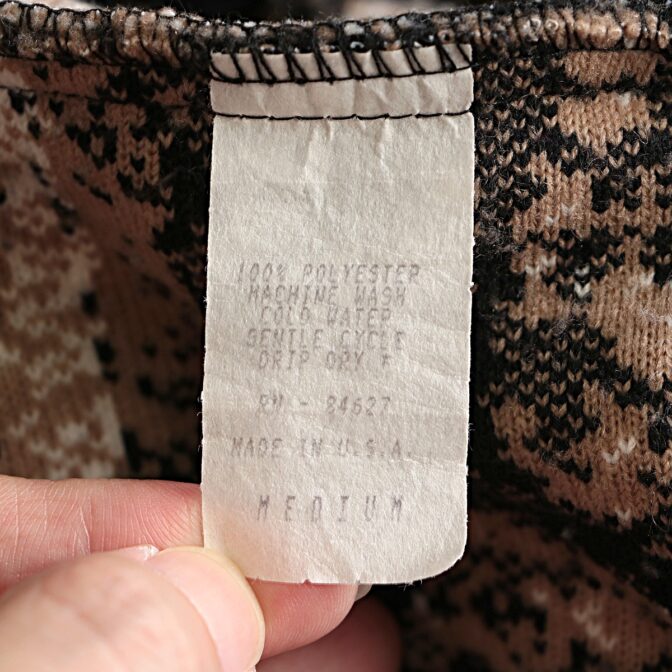 100% POLYESTER
MACHINE WASH
COLD WATER
GENTLE CYCLE
DRIP DRY +
RN - 84627
MADE IN U.S.A.
MEDIUM